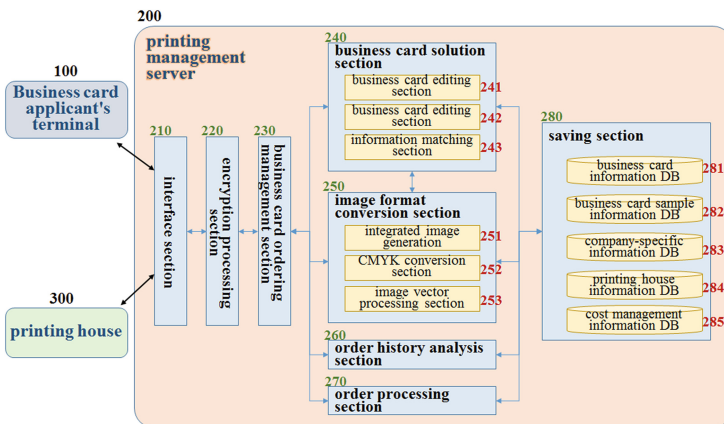 200
printing
management
server
100
Business card
applicant's
terminal
300
printing house
210
interface section
220
encryption processing
section
230
business card ordering
management section
240
business card solution
section
business card editing
section
241
business card editing
section
242
information matching
section
243
250
image format
conversion section
integrated image
generation
251
CMYK conversion
section
252
image vector
processing section
253
260
order history analysis
section
270
order processing
section
280
saving section
business card
information DB
281
business card sample
information DB
282
company-specific
information DB
283
printing house
information DB
284
cost management
information DB
285